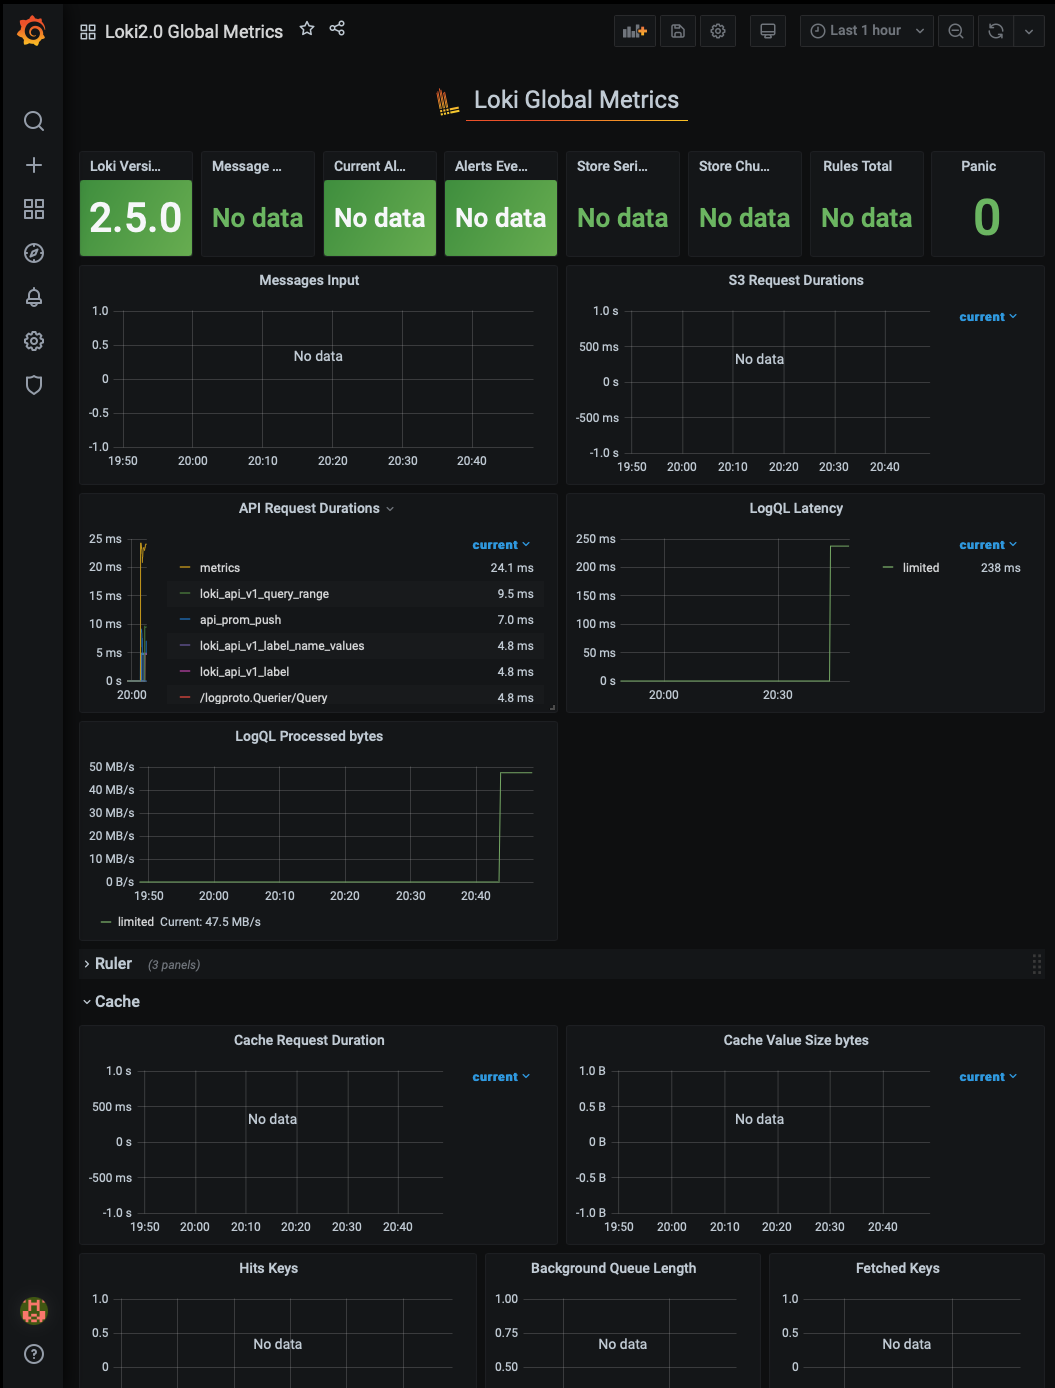 Loki2.0 Global Metrics
Last 1 hour
Loki Global Metrics
Loki Versi...
2.5.0
Message ...
No data
Current Al...
No data
Alerts Eve...
No data
Store Seri...
No data
Store Chu...
No data
Rules Total
No data
Panic
0
Messages Input
1.0
0.5
0
-0.5
-1.0
No data
19:50 20:00 20:10 20:20 20:30 20:40
S3 Request Durations
current
1.0 s
500 ms
0 s
-500 ms
-1.0 s
No data
19:50 20:00 20:10 20:20 20:30 20:40
API Request Durations
25 ms
20 ms
15 ms
10 ms
5 ms
0 s
20:00
current
metrics 24.1 ms
loki_api_v1_query_range 9.5 ms
api_prom_push 7.0 ms
loki_api_v1_label_name_values 4.8 ms
loki_api_v1_label 4.8 ms
/logproto.Querier/Query 4.8 ms
LogQL Latency
250 ms
200 ms
150 ms
100 ms
50 ms
0 s
20:00 20:30
current
limited 238 ms
LogQL Processed bytes
50 MB/s
40 MB/s
30 MB/s
20 MB/s
10 MB/s
0 B/s
19:50 20:00 20:10 20:20 20:30 20:40
limited Current: 47.5 MB/s
Ruler (3 panels)
Cache
Cache Request Duration
current
1.0 s
500 ms
0 s
-500 ms
-1.0 s
No data
19:50 20:00 20:10 20:20 20:30 20:40
Cache Value Size bytes
current
1.0 B
0.5 B
0 B
-0.5 B
-1.0 B
No data
19:50 20:00 20:10 20:20 20:30 20:40
Hits Keys
1.0
0.5
0
No data
Background Queue Length
1.00
0.75
0.50
No data
Fetched Keys
1.0
0.5
0
No data